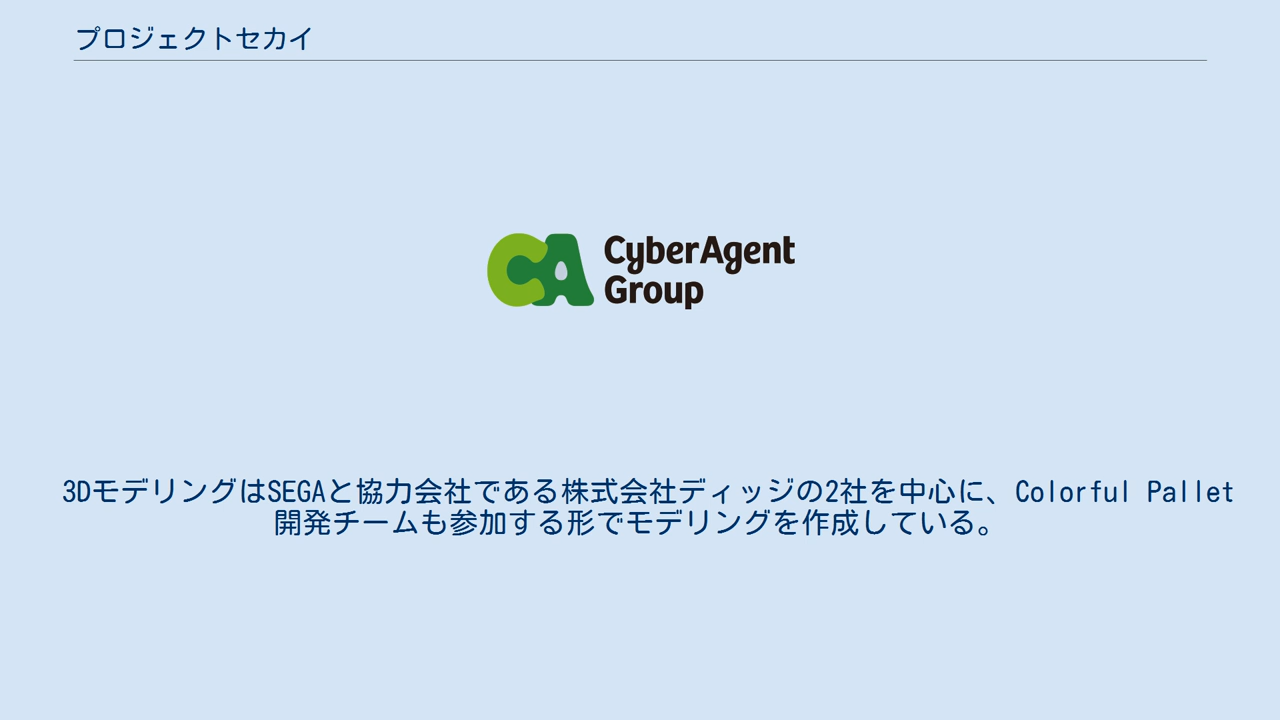 プロジェクトセカイ
CA CyberAgent
Group
3DモデリングはSEGAと協力会社である株式会社ディッジの2社を中心に、Colorful Pallet
開発チームも参加する形でモデリングを作成している。